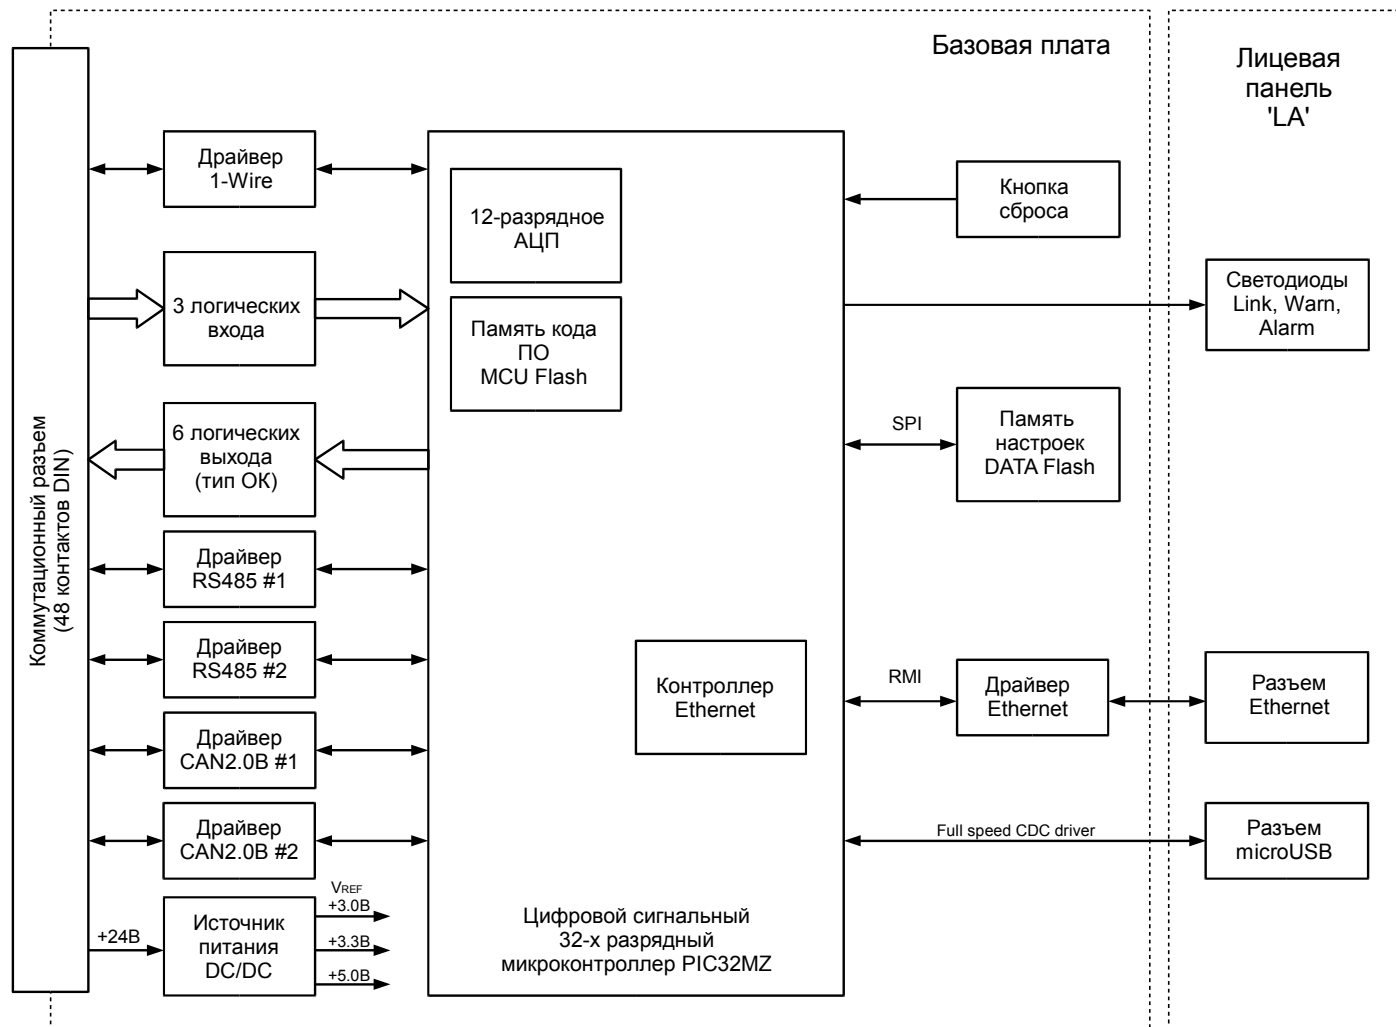 Базовая плата
Лицевая
панель
'LA'
Коммутационный разъем
(48 контактов DIN)
Драйвер
1-Wire
3 логических
входа
6 логических
выхода
(тип ОК)
Драйвер
RS485 #1
Драйвер
RS485 #2
Драйвер
CAN2.0B #1
Драйвер
CAN2.0B #2
+24В
Источник
питания
DC/DC
VREF
+3.0В
+3.3В
+5.0В
12-разрядное
АЦП
Память кода
ПО
MCU Flash
Контроллер
Ethernet
Цифровой сигнальный
32-х разрядный
микроконтроллер PIC32MZ
Кнопка
сброса
Светодиоды
Link, Warn,
Alarm
SPI
Память
настроек
DATA Flash
RMI
Драйвер
Ethernet
Разъем
Ethernet
Full speed CDC driver
Разъем
microUSB